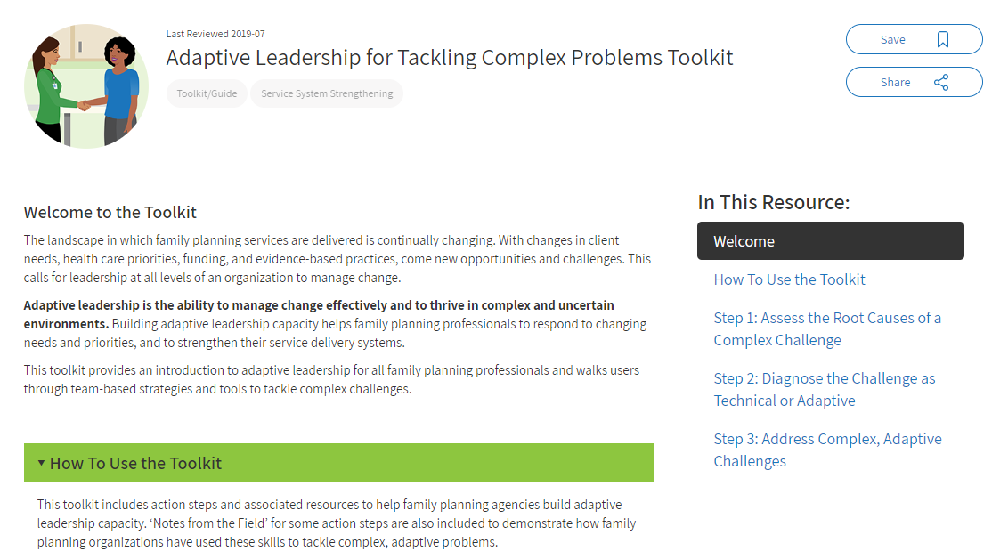 Last Reviewed 2019-07
Adaptive Leadership for Tackling Complex Problems Toolkit
Toolkit/Guide
Service System Strengthening
Save
Share
Welcome to the Toolkit
The landscape in which family planning services are delivered is continually changing. With changes in client
needs, health care priorities, funding, and evidence-based practices, come new opportunities and challenges. This
calls for leadership at all levels of an organization to manage change.
Adaptive leadership is the ability to manage change effectively and to thrive in complex and uncertain
environments. Building adaptive leadership capacity helps family planning professionals to respond to changing
needs and priorities, and to strengthen their service delivery systems.
This toolkit provides an introduction to adaptive leadership for all family planning professionals and walks users
through team-based strategies and tools to tackle complex challenges.
How To Use the Toolkit
This toolkit includes action steps and associated resources to help family planning agencies build adaptive
leadership capacity. ‘Notes from the Field’ for some action steps are also included to demonstrate how family
planning organizations have used these skills to tackle complex, adaptive problems.
In This Resource:
Welcome
How To Use the Toolkit
Step 1: Assess the Root Causes of a
Complex Challenge
Step 2: Diagnose the Challenge as
Technical or Adaptive
Step 3: Address Complex, Adaptive
Challenges